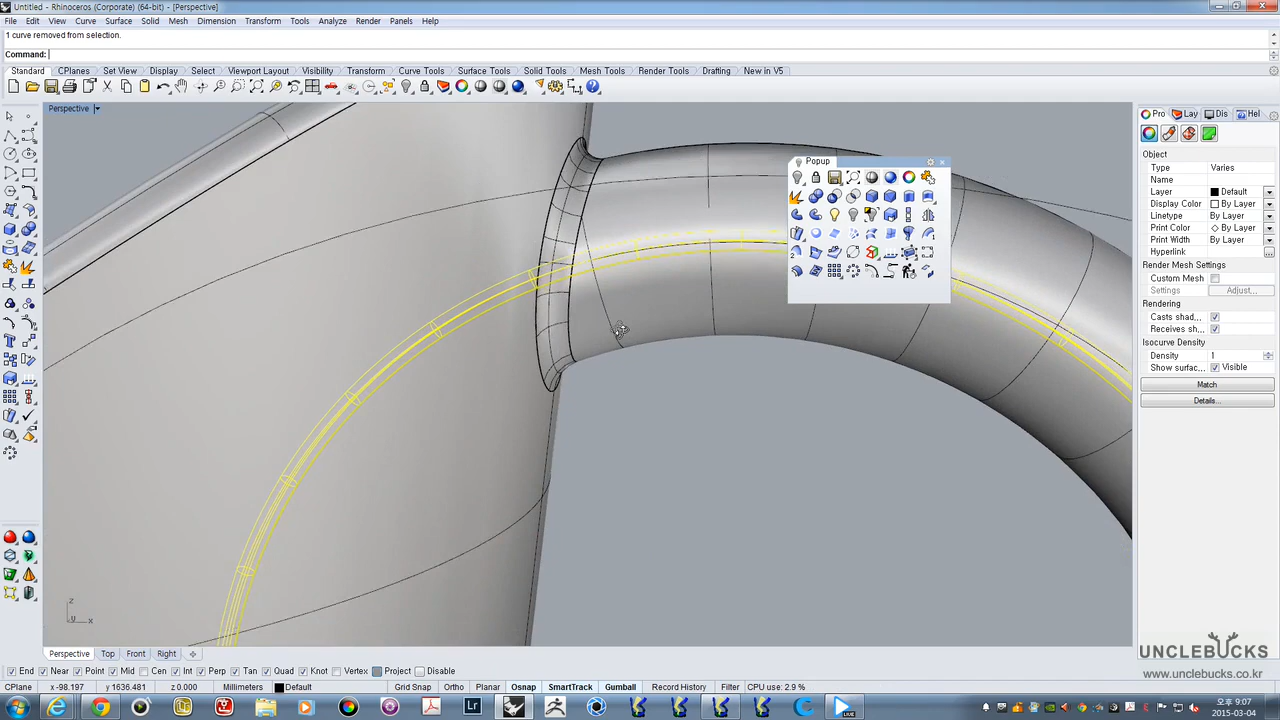 Untitled - Rhinoceros (Corporate) (64-bit) - [Perspective]
File Edit View Curve Surface Solid Mesh Dimension Transform Tools Analyze Render Panels Help
1 curve removed from selection.
Command:
Standard CPlanes Set View Display Select Viewport Layout Visibility Transform Curve Tools Surface Tools Solid Tools Mesh Tools Render Tools Drafting New in V5
Perspective
Popup
Pro Lay Dis Hel
Object
Type Varies
Name
Layer Default
Display Color By Layer
Linetype By Layer
Print Color By Layer
Print Width By Layer
Hyperlink
Render Mesh Settings
Custom Mesh
Settings Adjust...
Rendering
Casts shad...
Receives sh...
Isocurve Density
Density 1
Show surfac... Visible
Match
Details...
z
y x
Perspective Top Front Right
End Near Point Mid Cen Int Perp Tan Quad Knot Vertex Project Disable
CPlane x -98.197 y 1636.481 z 0.000 Millimeters Default Grid Snap Ortho Planar Osnap SmartTrack Gumball Record History Filter CPU use: 2.9 %
UNCLEBUCKS
www.unclebucks.co.kr
Lr
LIVE
오후 9:07
2015-03-04